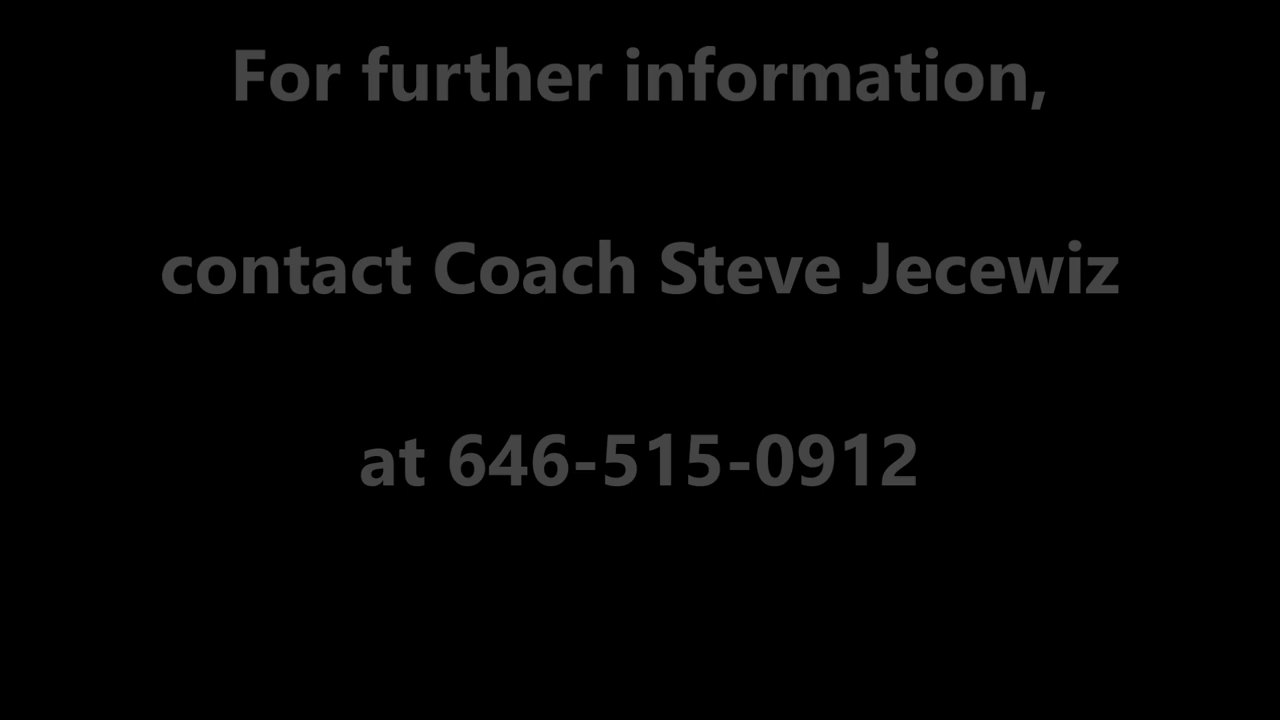 For further information,
contact Coach Steve Jecewiz
at 646-515-0912